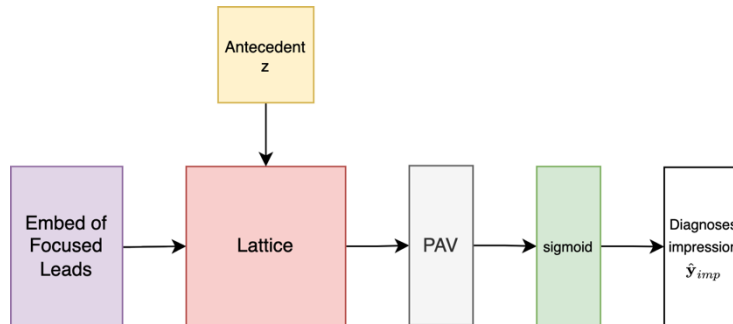 Antecedent
z
Embed of
Focused
Leads
Lattice
PAV
sigmoid
Diagnoses
impression
ŷ_imp